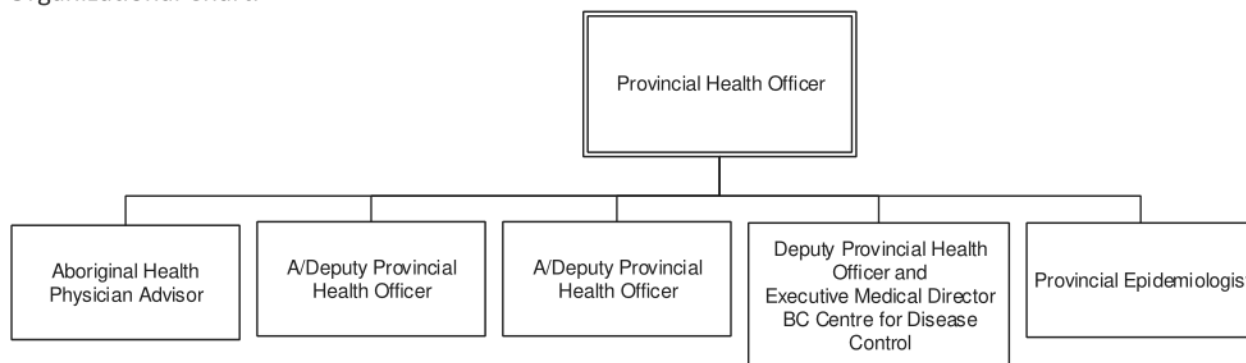 Provincial Health Officer
Aboriginal Health
Physician Advisor
A/Deputy Provincial
Health Officer
A/Deputy Provincial
Health Officer
Deputy Provincial Health
Officer and
Executive Medical Director
BC Centre for Disease
Control
Provincial Epidemiologist